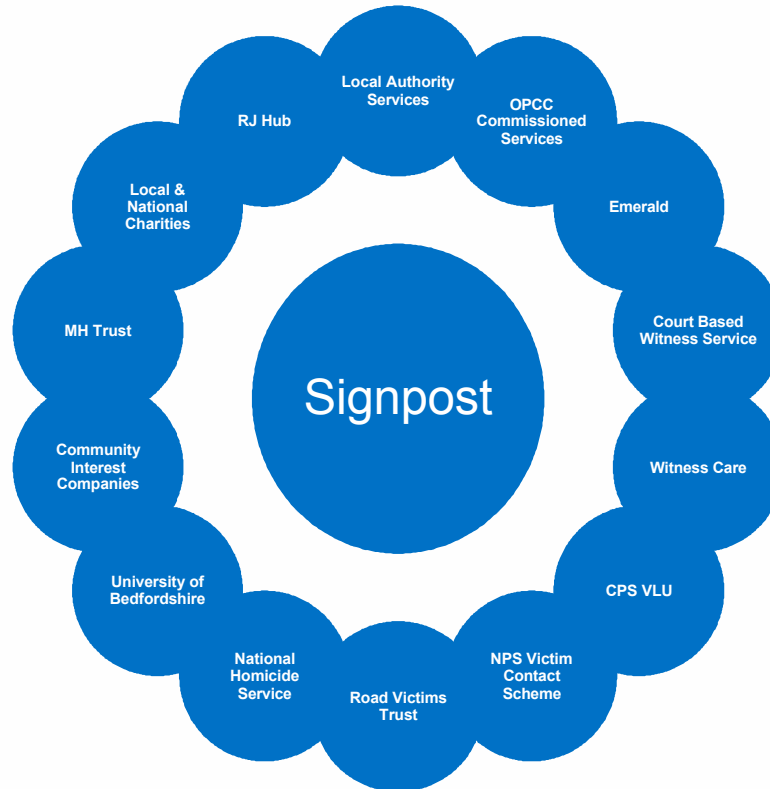 Local Authority
Services
OPCC
Commissioned
Services
Emerald
Court Based
Witness Service
Witness Care
CPS VLU
NPS Victim
Contact
Scheme
Road Victims
Trust
National
Homicide
Service
University of
Bedfordshire
Community
Interest
Companies
MH Trust
Local &
National
Charities
RJ Hub
Signpost